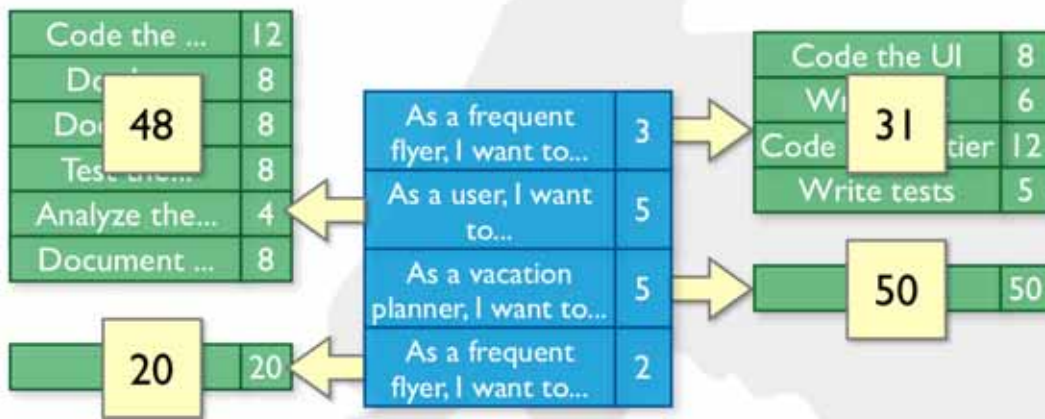 Code the ... 12
8
48
8
8
Analyze the... 4
Document ... 8
20 20
As a frequent
flyer, I want to... 3
As a user, I want
to... 5
As a vacation
planner, I want to... 5
As a frequent
flyer, I want to... 2
Code the UI 8
6
31
Code tier 12
Write tests 5
50 50